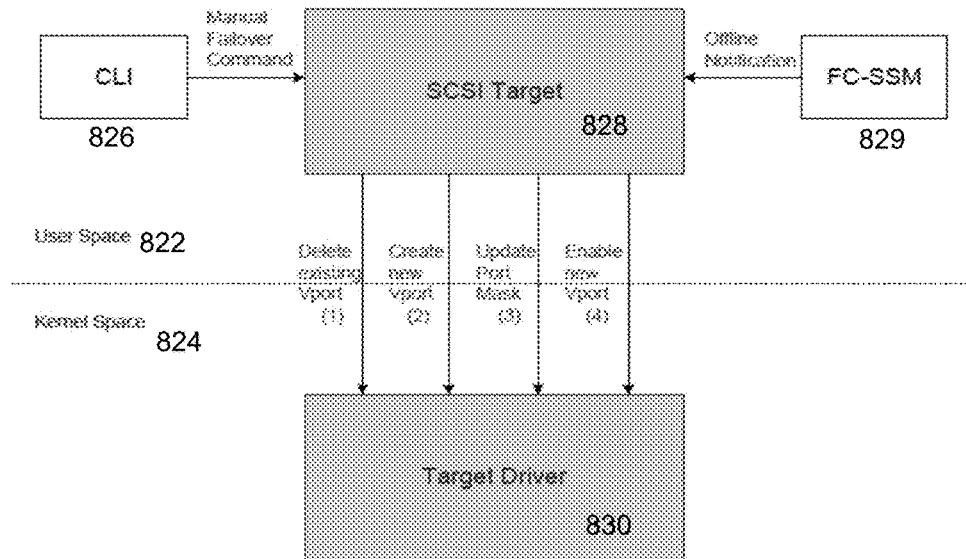 Manual
Failover
Command
CLI
826
SCSI Target
828
Offline
Notification
FC-SSM
829
User Space 822
Delete
existing
Vport
(1)
Create
new
Vport
(2)
Update
Port
Mask
(3)
Enable
new
Vport
(4)
Kernel Space
824
Target Driver
830